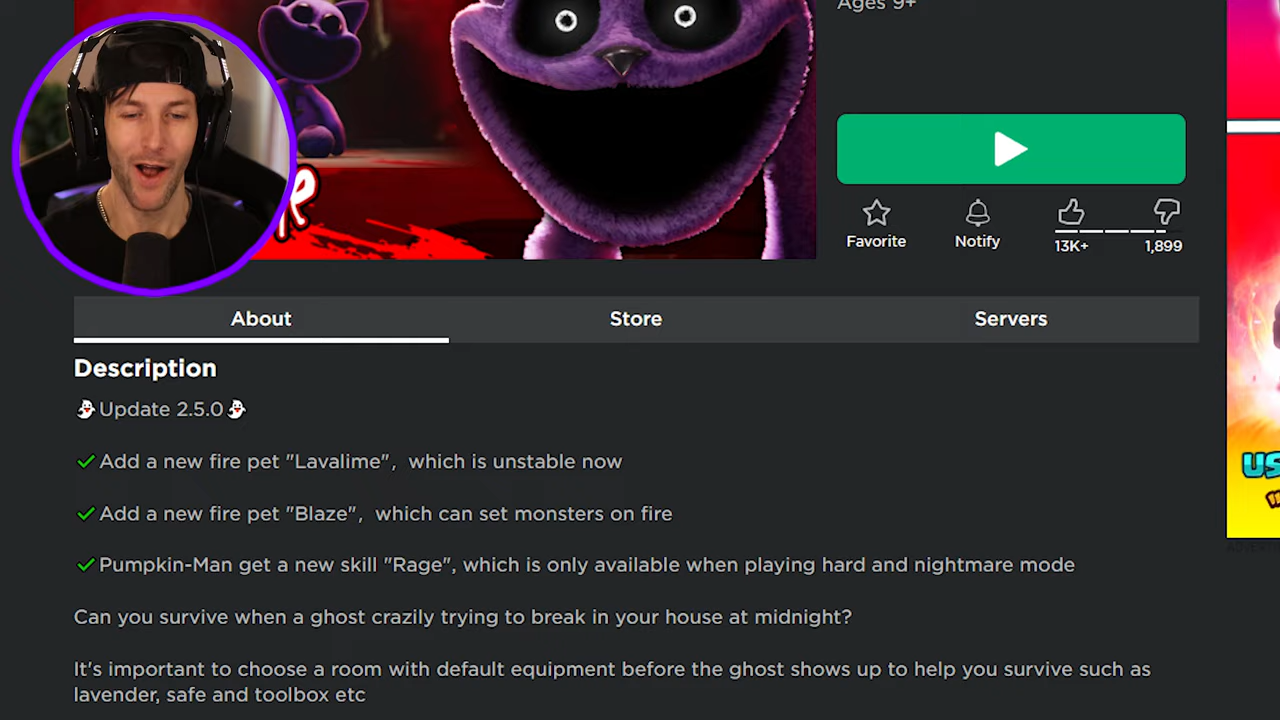 Ages 9+
R
Favorite
Notify
13K+
1,899
About
Store
Servers
Description
👻Update 2.5.0👻
✓Add a new fire pet "Lavalime", which is unstable now
✓Add a new fire pet "Blaze", which can set monsters on fire
✓Pumpkin-Man get a new skill "Rage", which is only available when playing hard and nightmare mode
Can you survive when a ghost crazily trying to break in your house at midnight?
It's important to choose a room with default equipment before the ghost shows up to help you survive such as
lavender, safe and toolbox etc
US